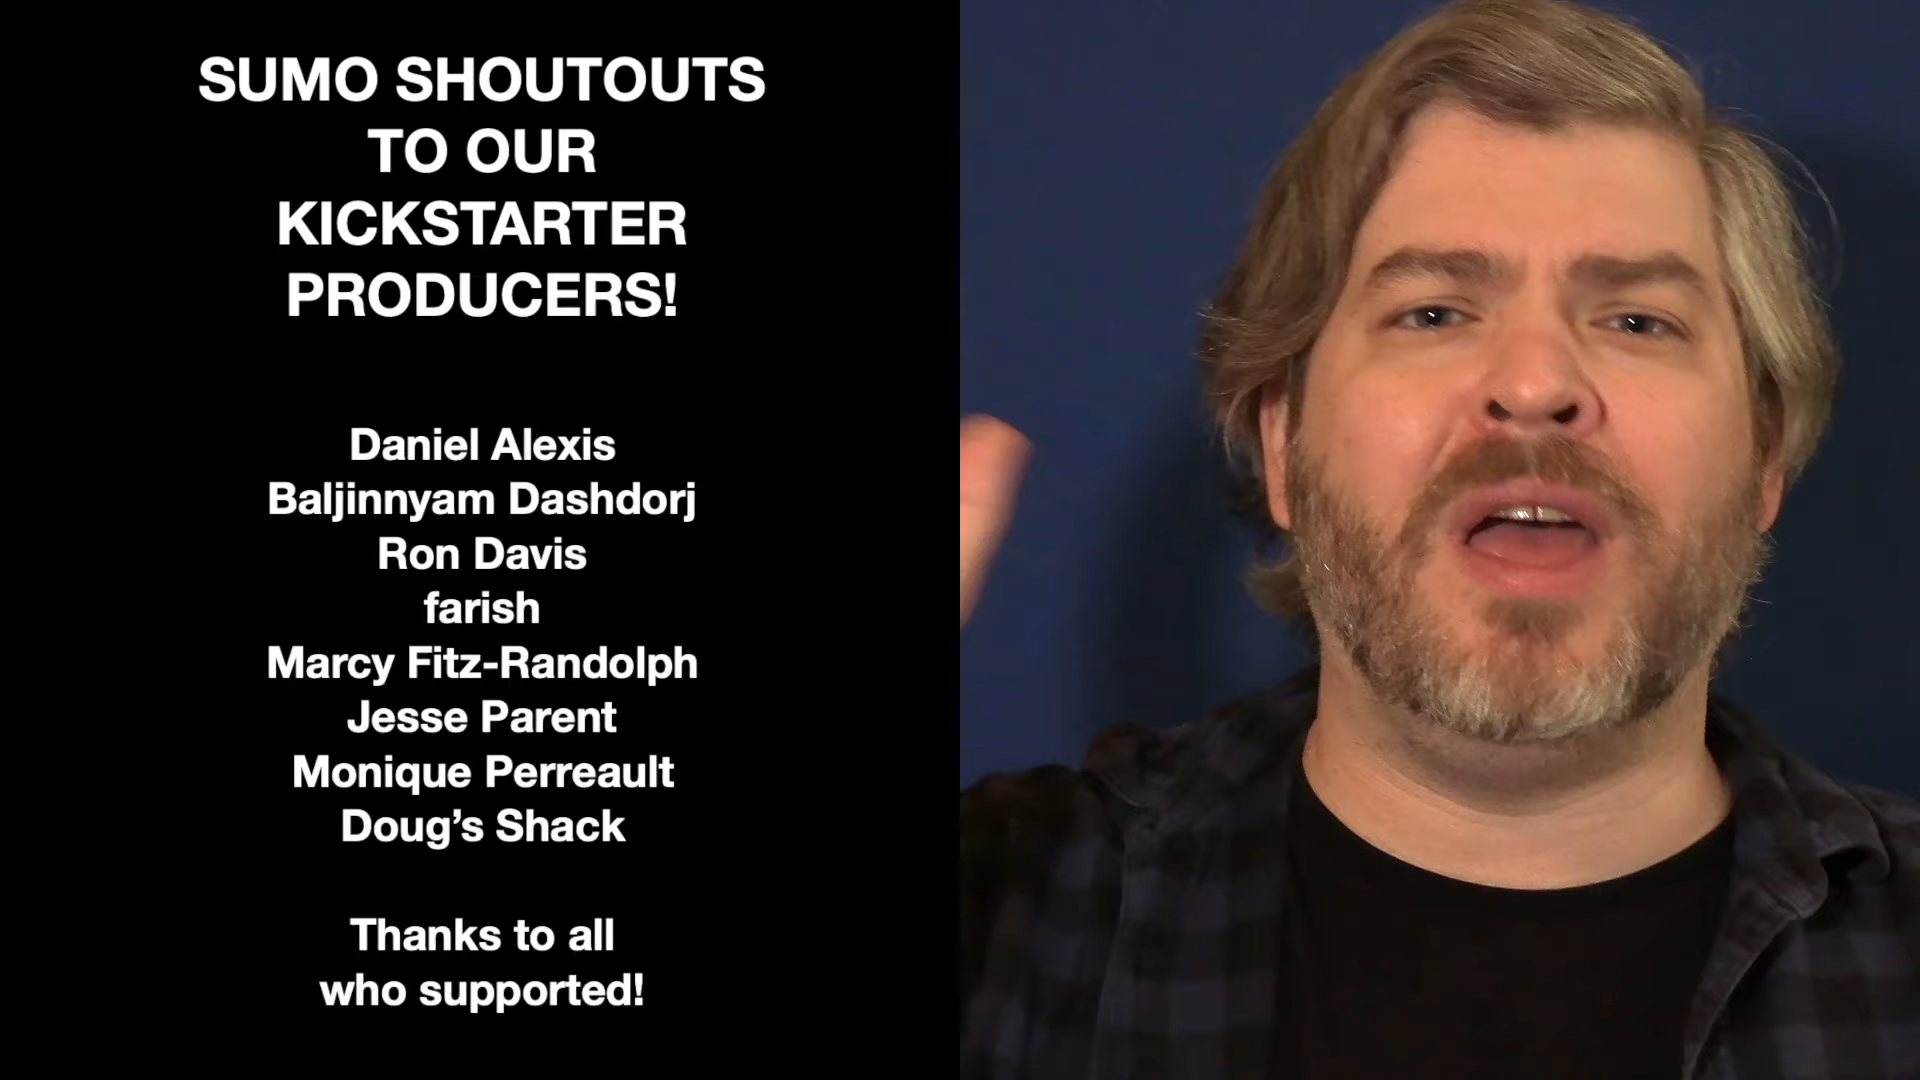 SUMO SHOUTOUTS
TO OUR
KICKSTARTER
PRODUCERS!
Daniel Alexis
Baljinnyam Dashdorj
Ron Davis
farish
Marcy Fitz-Randolph
Jesse Parent
Monique Perreault
Doug’s Shack
Thanks to all
who supported!